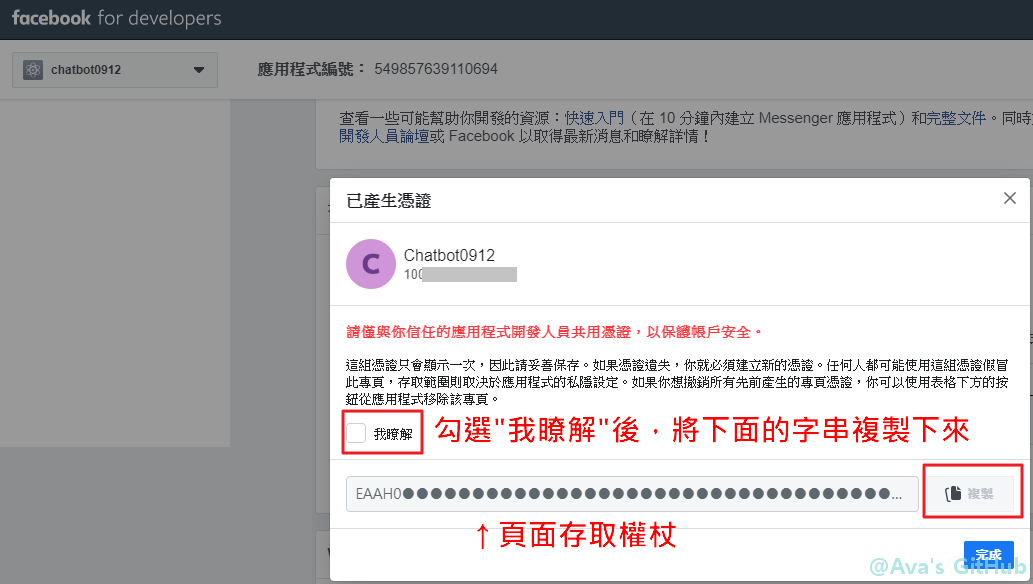 facebook for developers
chatbot0912
應用程式編號： 549857639110694
查看一些可能幫助你開發的資源：快速入門（在 10 分鐘內建立 Messenger 應用程式）和完整文件。同時
開發人員論壇或 Facebook 以取得最新消息和瞭解詳情！
已產生憑證
C
Chatbot0912
100
請僅與你信任的應用程式開發人員共用憑證，以保護帳戶安全。
這組憑證只會顯示一次，因此請妥善保存。如果憑證遺失，你就必須建立新的憑證。任何人都可能使用這組憑證假冒
此專頁，存取範圍則取決於應用程式的私隱設定。如果你想撤銷所有先前產生的專頁憑證，你可以使用表格下方的按
鈕從應用程式移除該專頁。
我瞭解
勾選"我瞭解"後，將下面的字串複製下來
EAAH0●●●●●●●●●●●●●●●●●●●●●●●●●●●●●●●●●●●...
複製
↑頁面存取權杖
完成
@Ava's GitHub